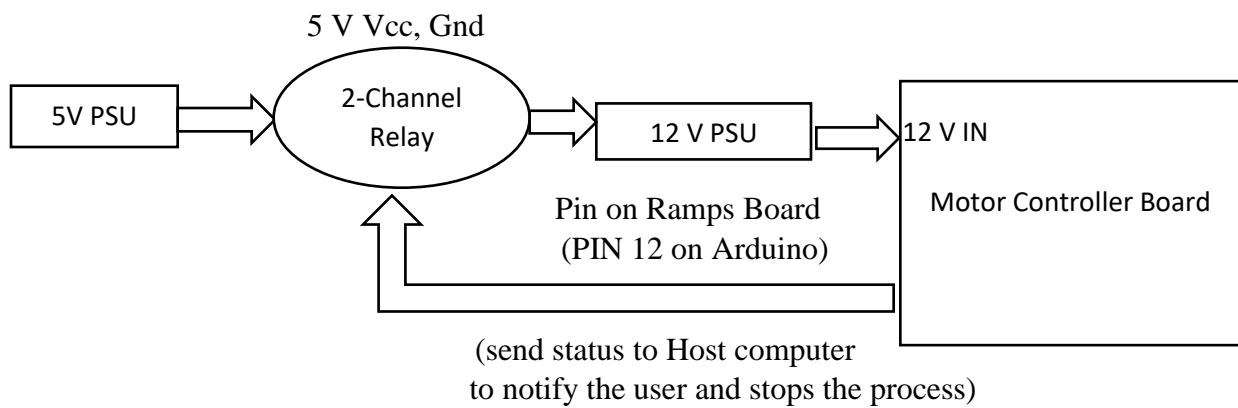 5 V Vcc, Gnd
5V PSU
2-Channel
Relay
12 V PSU
12 V IN
Motor Controller Board
Pin on Ramps Board
(PIN 12 on Arduino)
(send status to Host computer
to notify the user and stops the process)